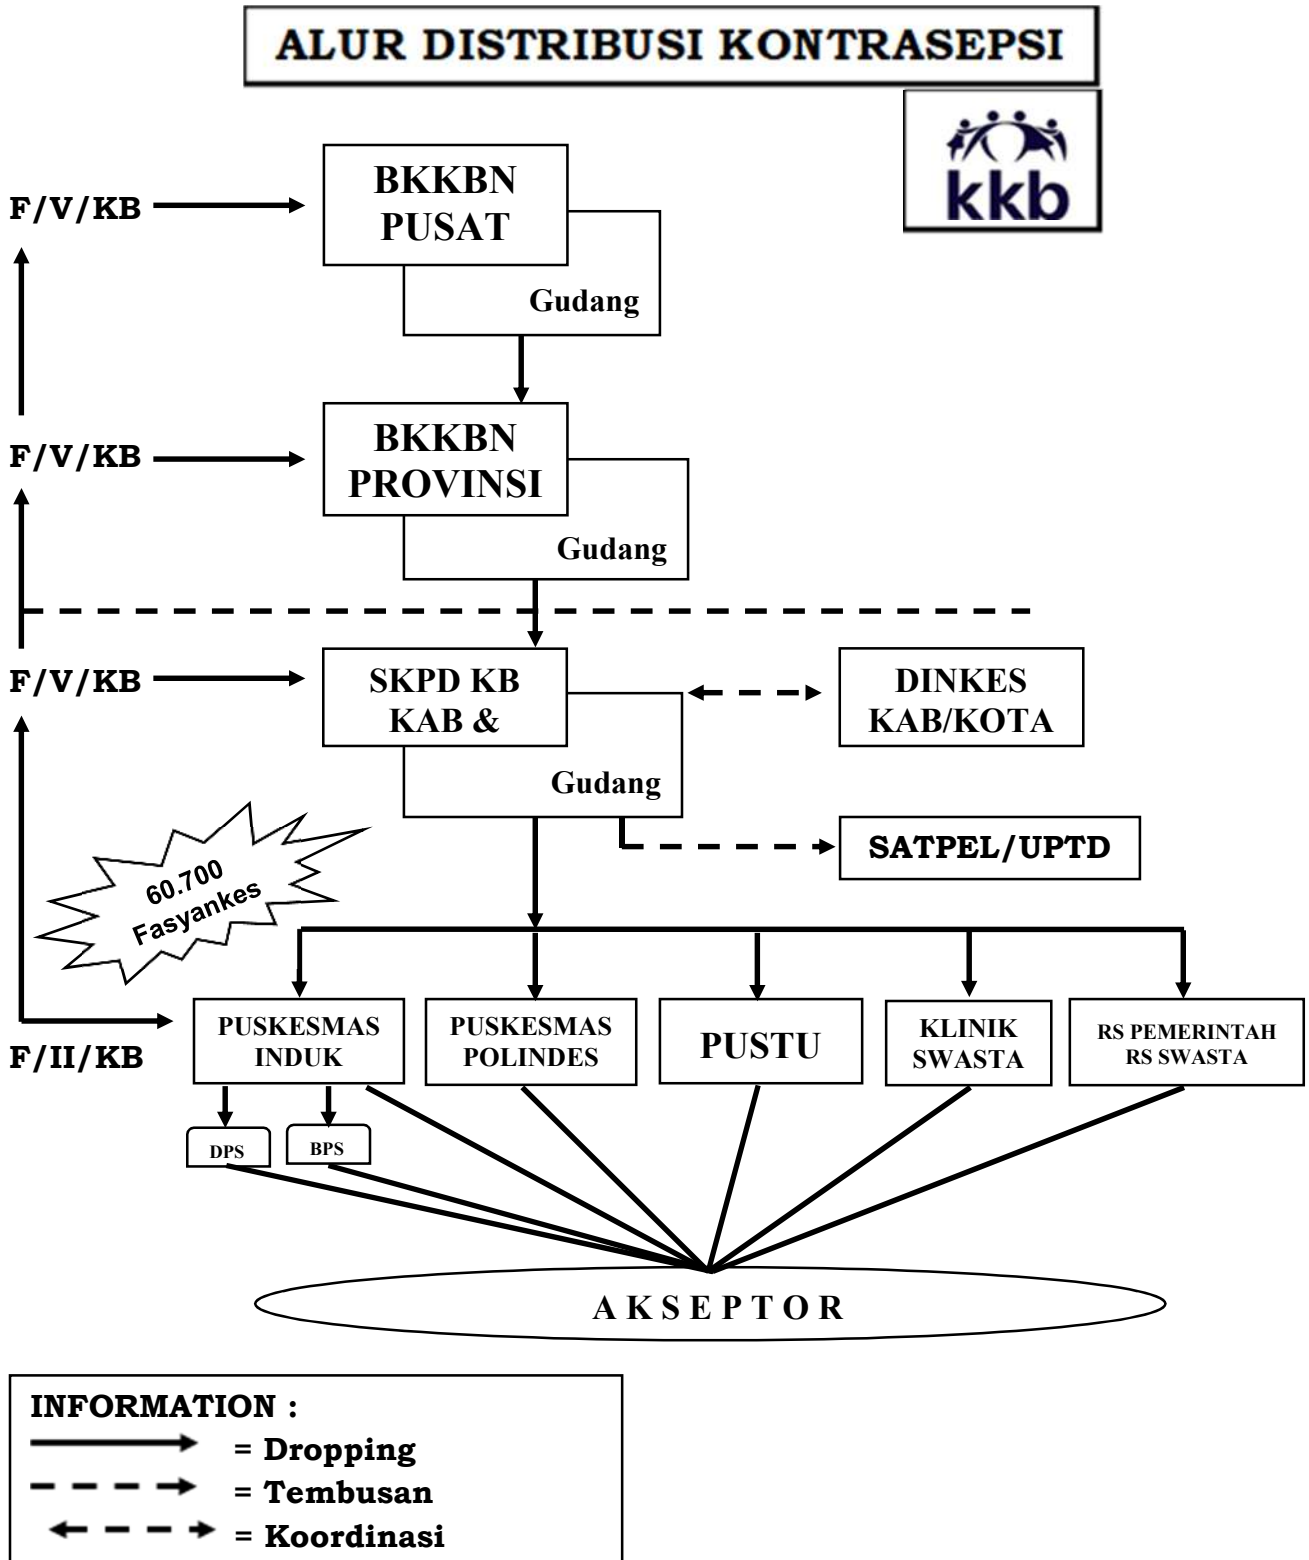 ALUR DISTRIBUSI KONTRASEPSI
kkb
F/V/KB
BKKBN
PUSAT
Gudang
F/V/KB
BKKBN
PROVINSI
Gudang
F/V/KB
SKPD KB
KAB &
Gudang
DINKES
KAB/KOTA
SATPEL/UPTD
60.700
Fasyankes
F/II/KB
PUSKESMAS
INDUK
PUSKESMAS
POLINDES
PUSTU
KLINIK
SWASTA
RS PEMERINTAH
RS SWASTA
DPS
BPS
A K S E P T O R
INFORMATION :
= Dropping
= Tembusan
= Koordinasi